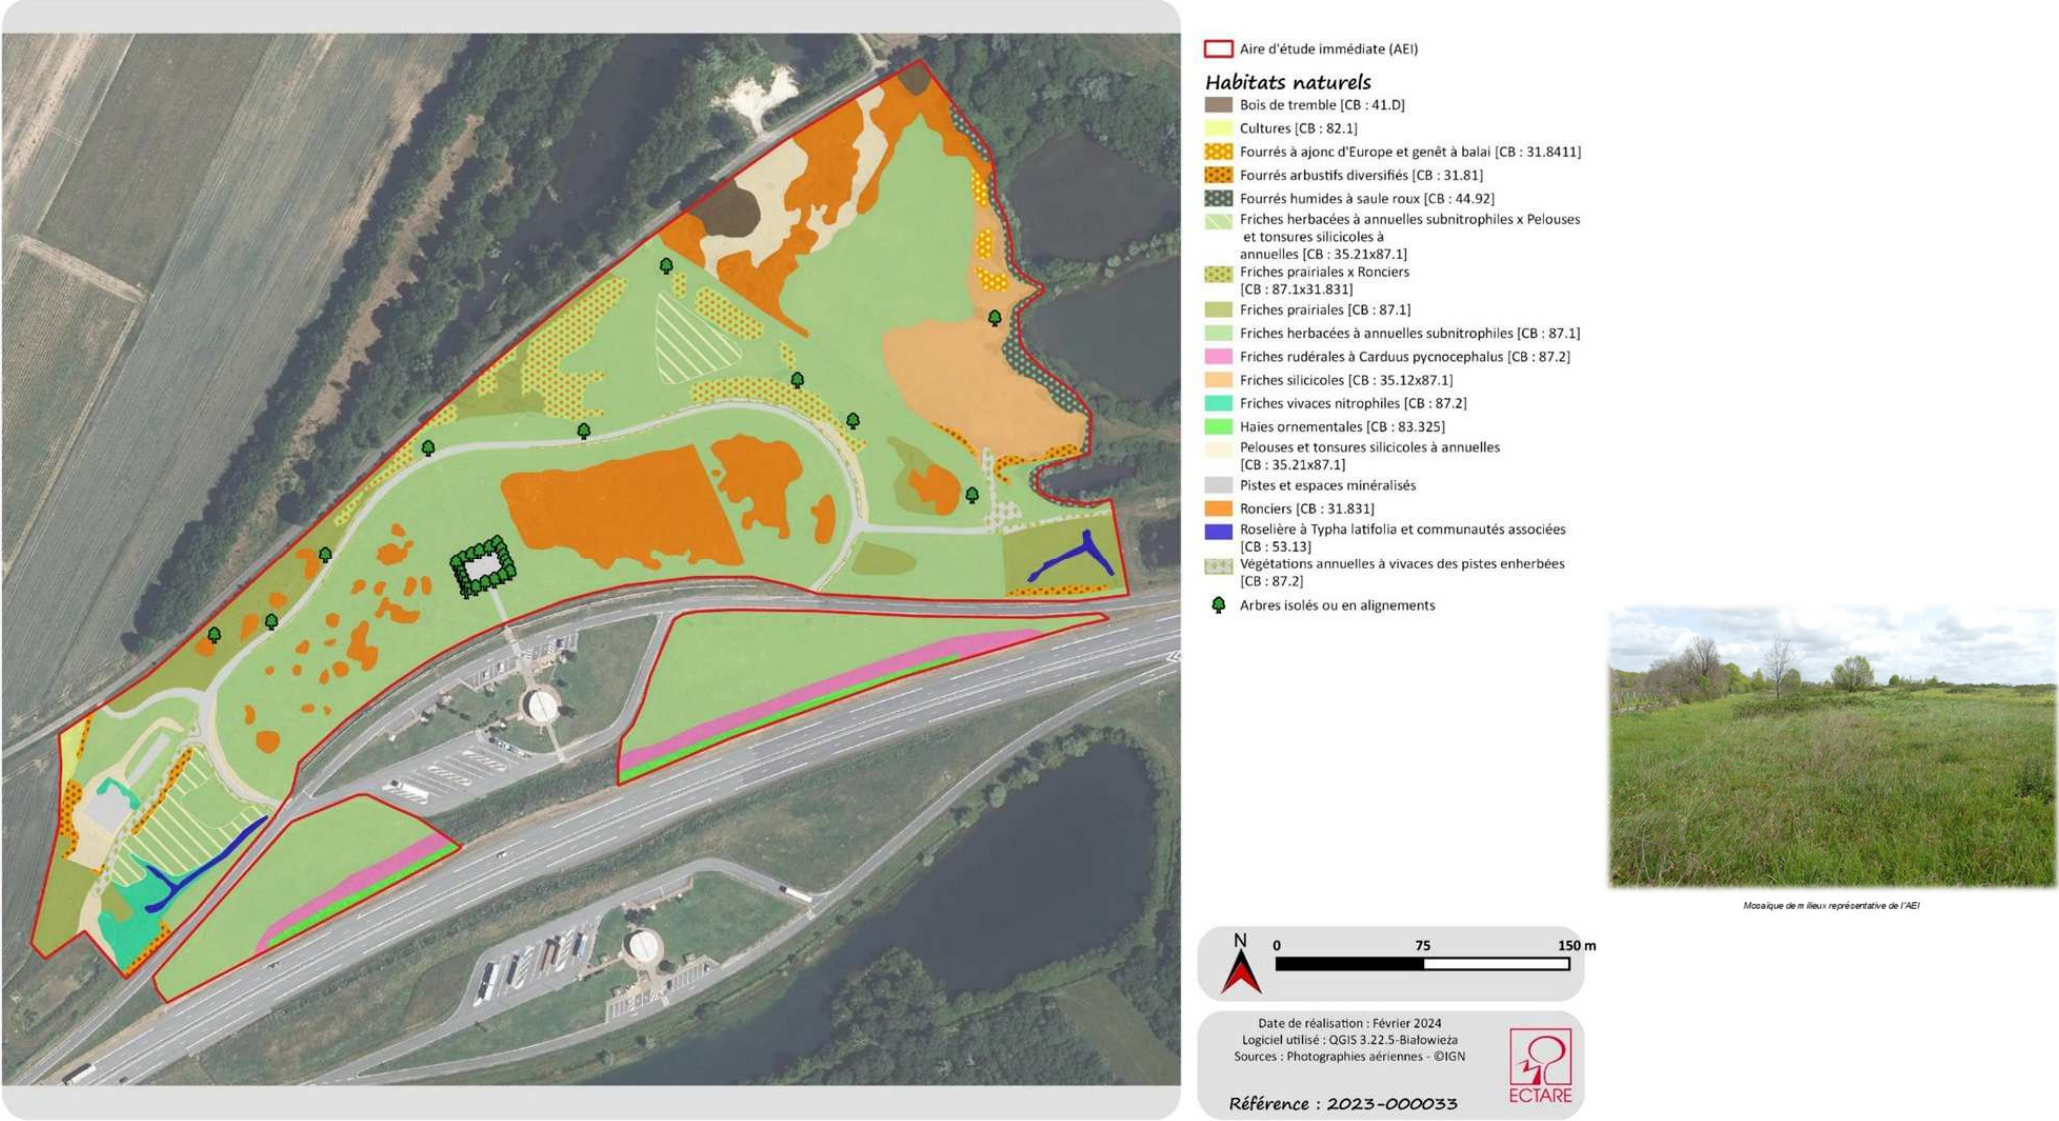 Aire d'étude immédiate (AEI)
Habitats naturels
Bois de tremble [CB : 41.D]
Cultures [CB : 82.1]
Fourrés à ajonc d'Europe et genêt à balai [CB : 31.8411]
Fourrés arbustifs diversifiés [CB : 31.81]
Fourrés humides à saule roux [CB : 44.92]
Friches herbacées à annuelles subnitrophiles x Pelouses
et tonsures silicicoles à
annuelles [CB : 35.21x87.1]
Friches prairiales x Ronciers
[CB : 87.1x31.831]
Friches prairiales [CB : 87.1]
Friches herbacées à annuelles subnitrophiles [CB : 87.1]
Friches rudérales à Carduus pycnocephalus [CB : 87.2]
Friches silicicoles [CB : 35.12x87.1]
Friches vivaces nitrophiles [CB : 87.2]
Haies ornementales [CB : 83.325]
Pelouses et tonsures silicicoles à annuelles
[CB : 35.21x87.1]
Pistes et espaces minéralisés
Ronciers [CB : 31.831]
Roselière à Typha latifolia et communautés associées
[CB : 53.13]
Végétations annuelles à vivaces des pistes enherbées
[CB : 87.2]
Arbres isolés ou en alignements
Mosaïque de milieux représentative de l'AEI
N 0 75 150 m
Date de réalisation : Février 2024
Logiciel utilisé : QGIS 3.22.5-Białowieża
Sources : Photographies aériennes - ©IGN
Référence : 2023-000033
ECTARE